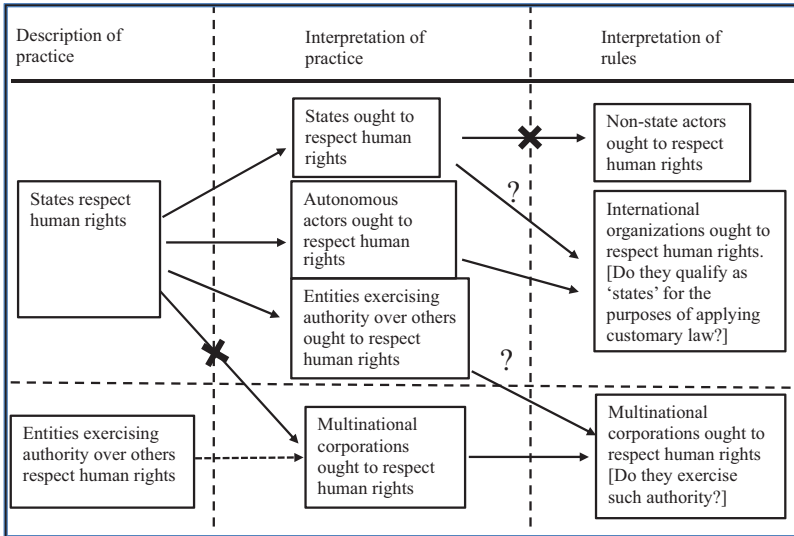 Description of
practice
Interpretation of
practice
Interpretation of
rules
States respect
human rights
States ought to
respect human
rights
Non-state actors
ought to respect
human rights
Autonomous
actors ought to
respect human
rights
?
International
organizations ought to
respect human rights.
[Do they qualify as
‘states’ for the
purposes of applying
customary law?]
Entities exercising
authority over others
ought to respect
human rights
?
Entities exercising
authority over others
respect human rights
Multinational
corporations
ought to respect
human rights
Multinational
corporations ought to
respect human rights
[Do they exercise
such authority?]